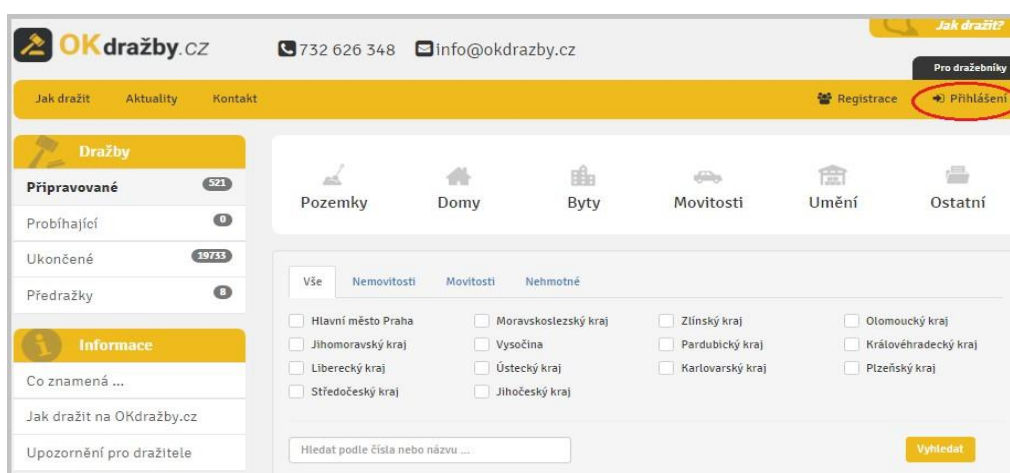 Jak dražit?
OKdražby.cz 732 626 348 info@okdrazby.cz
Pro dražebníky
Jak dražit Aktuality Kontakt Registrace Přihlášení
Dražby
Připravované 521
Probíhající 0
Ukončené 19733
Předražky 8
Informace
Co znamená ...
Jak dražit na OKdražby.cz
Upozornění pro dražitele
Pozemky Domy Byty Movitosti Umění Ostatní
Vše Nemovitosti Movitosti Nehmotné
Hlavní město Praha Moravskoslezský kraj Zlínský kraj Olomoucký kraj
Jihomoravský kraj Vysočina Pardubický kraj Královéhradecký kraj
Liberecký kraj Ústecký kraj Karlovarský kraj Plzeňský kraj
Středočeský kraj Jihočeský kraj
Hledat podle čísla nebo názvu ... Vyhledat